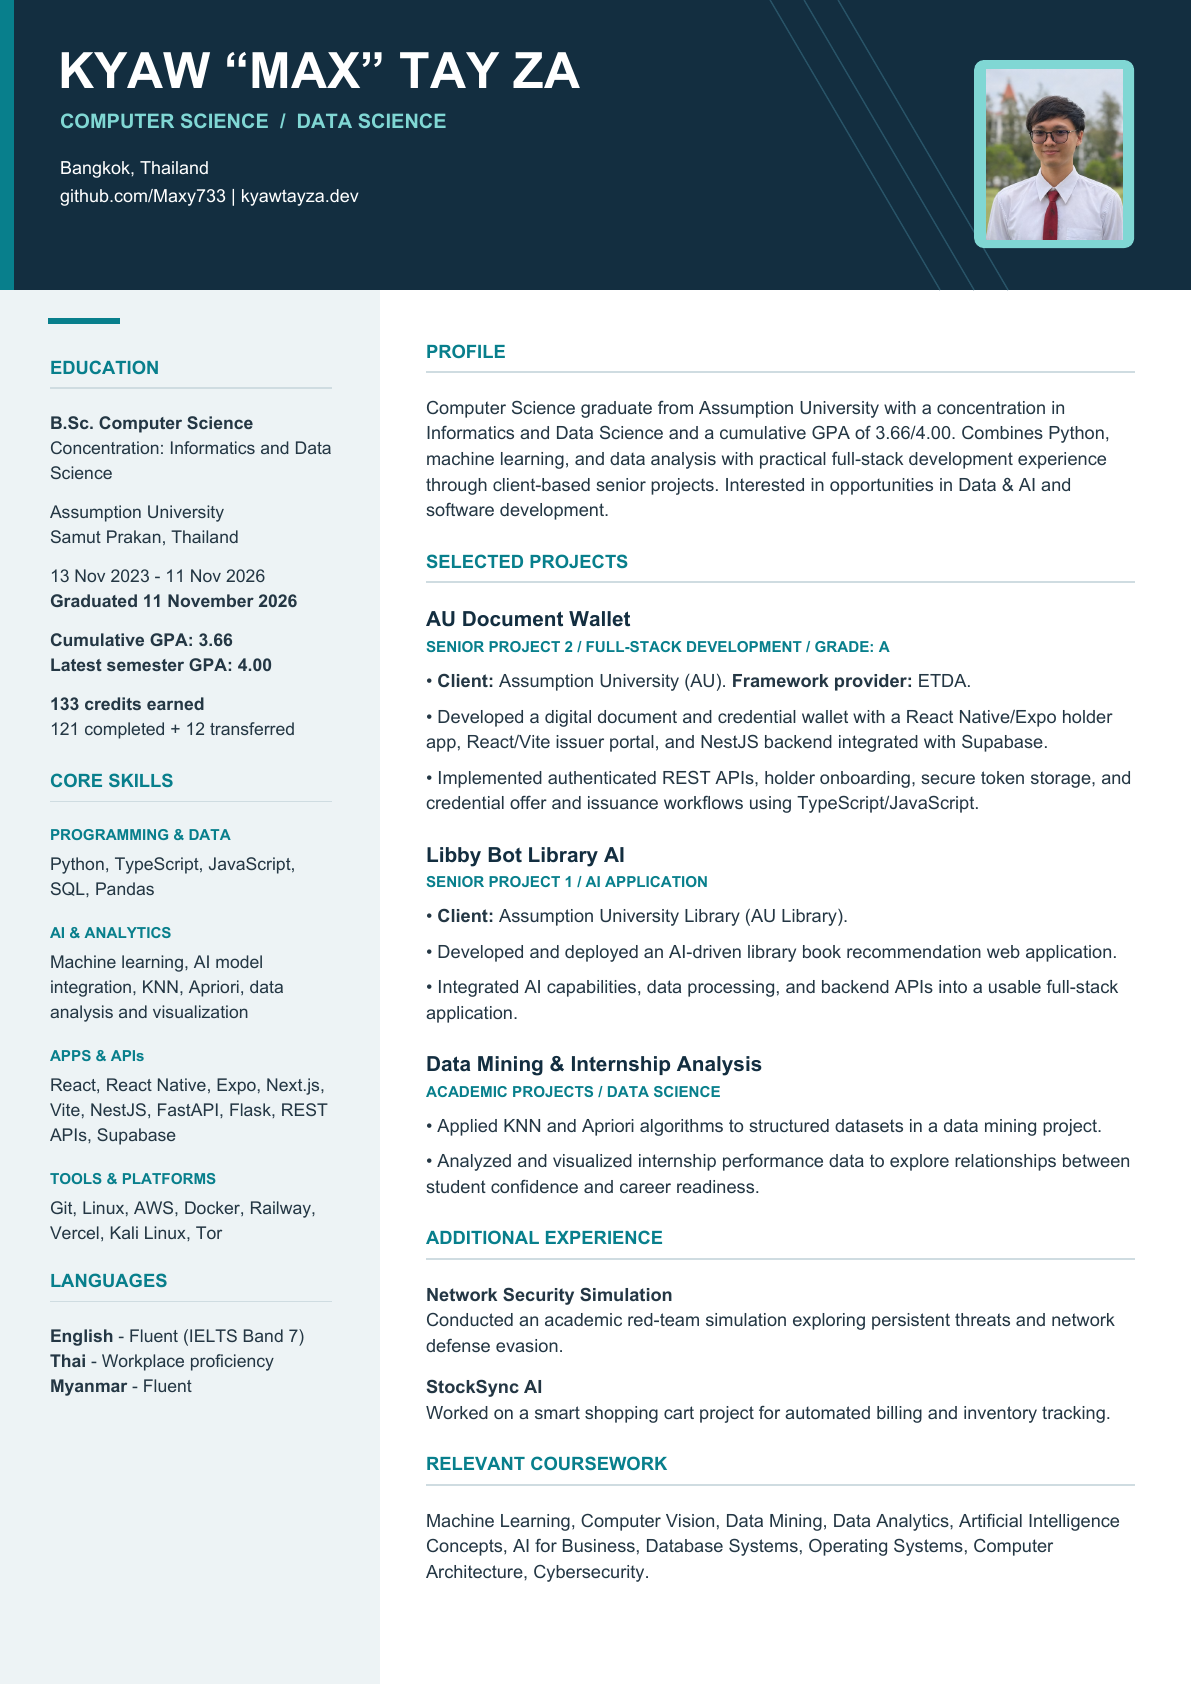 KYAW “MAX” TAY ZA
COMPUTER SCIENCE / DATA SCIENCE
Bangkok, Thailand
github.com/Maxy733 | kyawtayza.dev
EDUCATION
B.Sc. Computer Science
Concentration: Informatics and Data
Science
Assumption University
Samut Prakan, Thailand
13 Nov 2023 - 11 Nov 2026
Graduated 11 November 2026
Cumulative GPA: 3.66
Latest semester GPA: 4.00
133 credits earned
121 completed + 12 transferred
CORE SKILLS
PROGRAMMING & DATA
Python, TypeScript, JavaScript,
SQL, Pandas
AI & ANALYTICS
Machine learning, AI model
integration, KNN, Apriori, data
analysis and visualization
APPS & APIs
React, React Native, Expo, Next.js,
Vite, NestJS, FastAPI, Flask, REST
APIs, Supabase
TOOLS & PLATFORMS
Git, Linux, AWS, Docker, Railway,
Vercel, Kali Linux, Tor
LANGUAGES
English - Fluent (IELTS Band 7)
Thai - Workplace proficiency
Myanmar - Fluent
PROFILE
Computer Science graduate from Assumption University with a concentration in
Informatics and Data Science and a cumulative GPA of 3.66/4.00. Combines Python,
machine learning, and data analysis with practical full-stack development experience
through client-based senior projects. Interested in opportunities in Data & AI and
software development.
SELECTED PROJECTS
AU Document Wallet
SENIOR PROJECT 2 / FULL-STACK DEVELOPMENT / GRADE: A
• Client: Assumption University (AU). Framework provider: ETDA.
• Developed a digital document and credential wallet with a React Native/Expo holder
app, React/Vite issuer portal, and NestJS backend integrated with Supabase.
• Implemented authenticated REST APIs, holder onboarding, secure token storage, and
credential offer and issuance workflows using TypeScript/JavaScript.
Libby Bot Library AI
SENIOR PROJECT 1 / AI APPLICATION
• Client: Assumption University Library (AU Library).
• Developed and deployed an AI-driven library book recommendation web application.
• Integrated AI capabilities, data processing, and backend APIs into a usable full-stack
application.
Data Mining & Internship Analysis
ACADEMIC PROJECTS / DATA SCIENCE
• Applied KNN and Apriori algorithms to structured datasets in a data mining project.
• Analyzed and visualized internship performance data to explore relationships between
student confidence and career readiness.
ADDITIONAL EXPERIENCE
Network Security Simulation
Conducted an academic red-team simulation exploring persistent threats and network
defense evasion.
StockSync AI
Worked on a smart shopping cart project for automated billing and inventory tracking.
RELEVANT COURSEWORK
Machine Learning, Computer Vision, Data Mining, Data Analytics, Artificial Intelligence
Concepts, AI for Business, Database Systems, Operating Systems, Computer
Architecture, Cybersecurity.